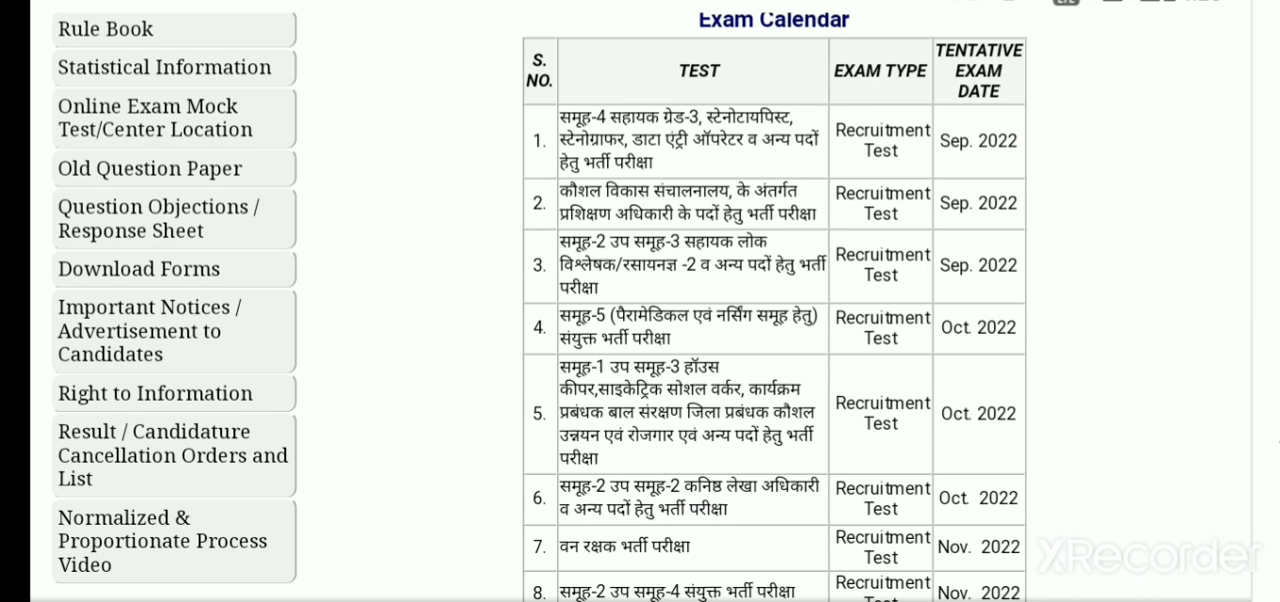 Rule Book
Statistical Information
Online Exam Mock
Test/Center Location
Old Question Paper
Question Objections /
Response Sheet
Download Forms
Important Notices /
Advertisement to
Candidates
Right to Information
Result / Candidature
Cancellation Orders and
List
Normalized &
Proportionate Process
Video
Exam Calendar
S.
NO.
TEST
EXAM TYPE
TENTATIVE
EXAM
DATE
1.
समूह-4 सहायक ग्रेड-3, स्टेनोटायपिस्ट,
स्टेनोग्राफर, डाटा एंट्री ऑपरेटर व अन्य पदों
हेतु भर्ती परीक्षा
Recruitment
Test
Sep. 2022
2.
कौशल विकास संचालनालय, के अंतर्गत
प्रशिक्षण अधिकारी के पदों हेतु भर्ती परीक्षा
Recruitment
Test
Sep. 2022
3.
समूह-2 उप समूह-3 सहायक लोक
विश्लेषक/रसायनज्ञ -2 व अन्य पदों हेतु भर्ती
परीक्षा
Recruitment
Test
Sep. 2022
4.
समूह-5 (पैरामेडिकल एवं नर्सिंग समूह हेतु)
संयुक्त भर्ती परीक्षा
Recruitment
Test
Oct. 2022
5.
समूह-1 उप समूह-3 हॉउस
कीपर,साइकेट्रिक सोशल वर्कर, कार्यक्रम
प्रबंधक बाल संरक्षण जिला प्रबंधक कौशल
उन्नयन एवं रोजगार एवं अन्य पदों हेतु भर्ती
परीक्षा
Recruitment
Test
Oct. 2022
6.
समूह-2 उप समूह-2 कनिष्ठ लेखा अधिकारी
व अन्य पदों हेतु भर्ती परीक्षा
Recruitment
Test
Oct. 2022
7.
वन रक्षक भर्ती परीक्षा
Recruitment
Test
Nov. 2022
8.
समूह-2 उप समूह-4 संयुक्त भर्ती परीक्षा
Recruitment
Nov. 2022
XRecorder